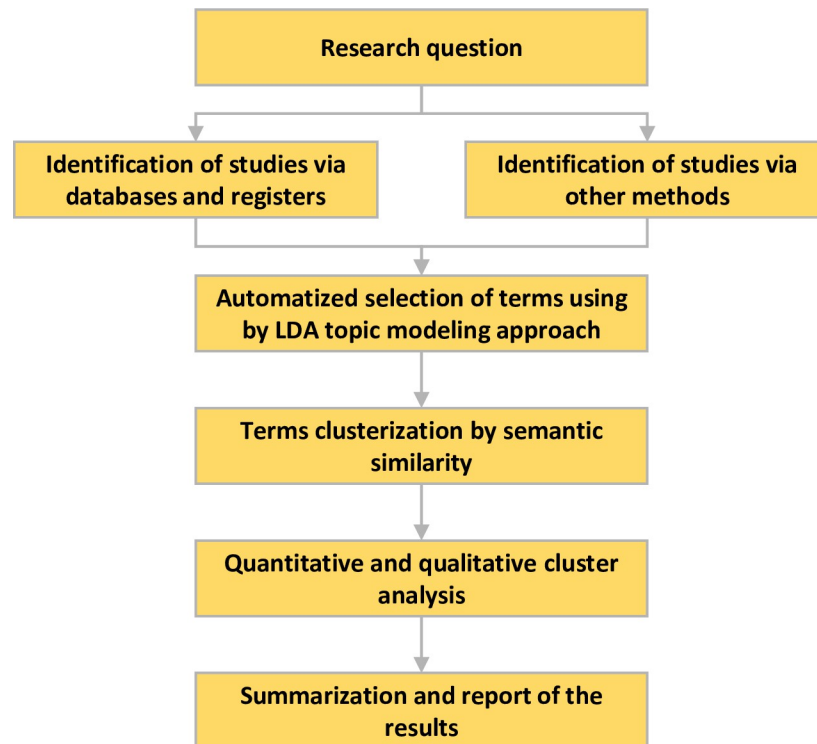 Research question
Identification of studies via
databases and registers
Identification of studies via
other methods
Automatized selection of terms using
by LDA topic modeling approach
Terms clusterization by semantic
similarity
Quantitative and qualitative cluster
analysis
Summarization and report of the
results